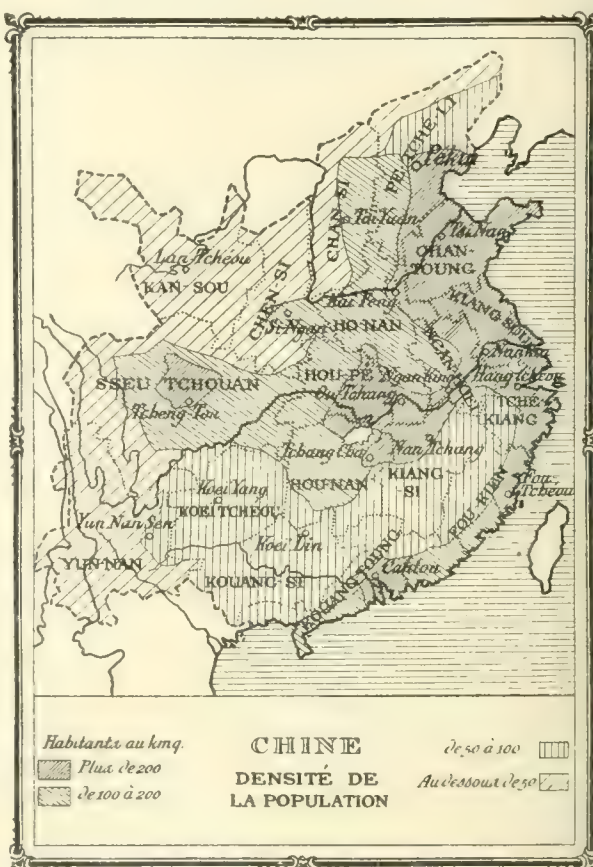 PE TCHÉ LI
Pékin
CHAN SI
Tai Yuan
Tsi Nan
CHAN-
TOUNG
Lan Tcheou
KAN-SOU
CHEN-SI
Kai Feng
Si Ngan
HO NAN
KIANG SOU
NGAN HOEI
Nankin
SSEU TCHOUAN
HOU-PE
Ngan king
Ou Tchang
Hang tcheou
TCHÉ
KIANG
Tcheng Tou
Tchang Cha
Nan Tchang
HOU-NAN
KIANG
SI
Koei Yang
KOEI TCHEOU
FOU-KIEN
Fou-
Tcheou
Yun Nan Sen
Koei Lin
YUN NAN
KOUANG-SI
KOUANG TOUNG
Canton
Habitants au kmq.
Plus de 200
de 100 à 200
CHINE
DENSITÉ DE
LA POPULATION
de 50 à 100
Au dessous de 50